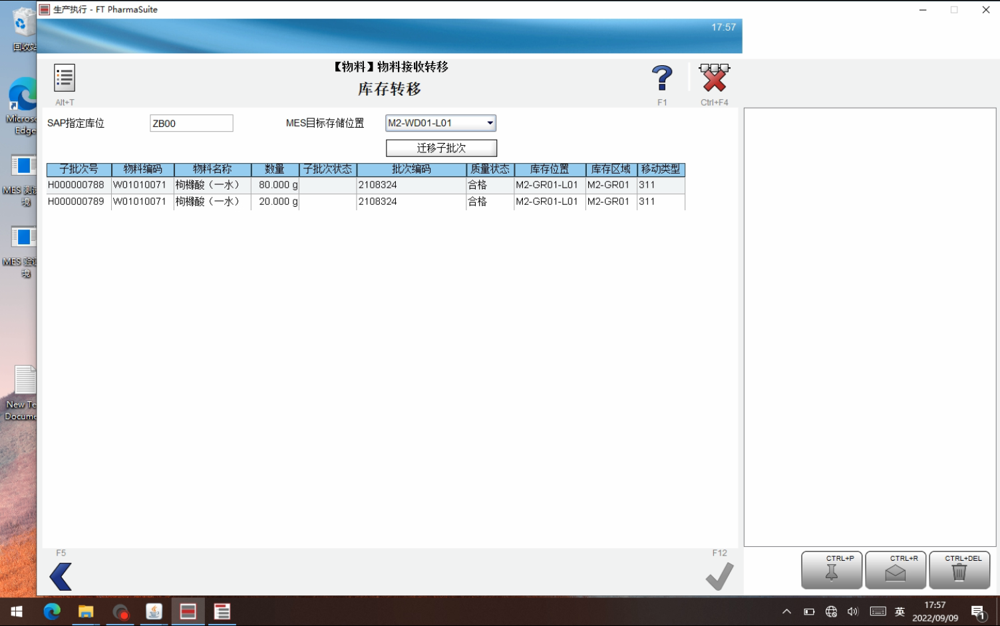 生产执行 - FT PharmaSuite
17:57
【物料】物料接收转移
库存转移
Alt+T
F1
Ctrl+F4
SAP指定库位
ZB00
MES目标存储位置
M2-WD01-L01
迁移子批次
子批次号 物料编码 物料名称 数量 子批次状态 批次编码 质量状态 库存位置 库存区域 移动类型
H000000788 W01010071 枸橼酸（一水） 80.000 g 2108324 合格 M2-GR01-L01 M2-GR01 311
H000000789 W01010071 枸橼酸（一水） 20.000 g 2108324 合格 M2-GR01-L01 M2-GR01 311
F5
F12
CTRL+P
CTRL+R
CTRL+DEL
回收站
Micros
Edge
MES 测试
境
MES 验证
境
New Te
Docume
英
17:57
2022/09/09
1